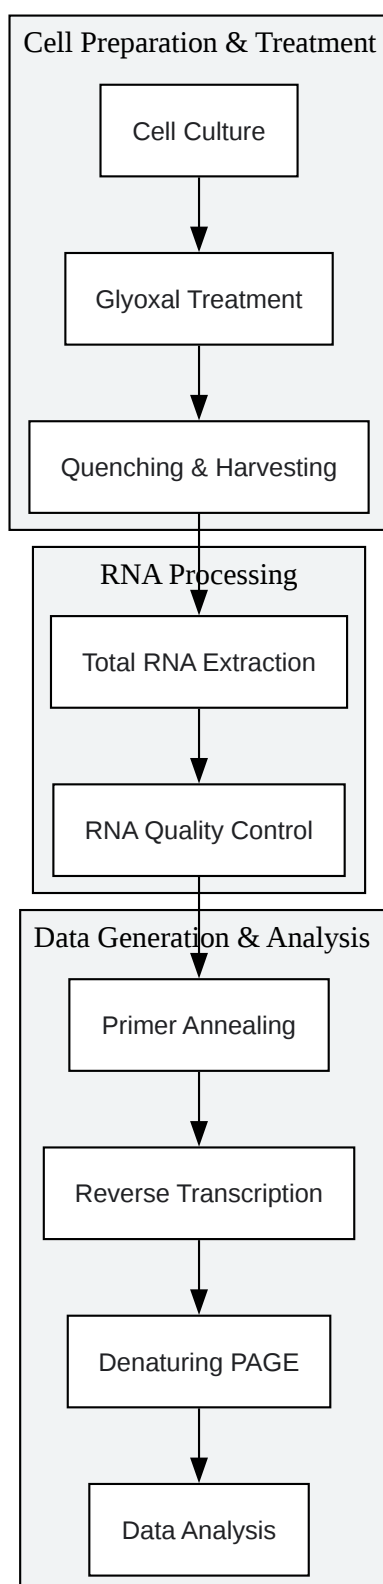 Cell Preparation & Treatment
Cell Culture
Glyoxal Treatment
Quenching & Harvesting
RNA Processing
Total RNA Extraction
RNA Quality Control
Data Generation & Analysis
Primer Annealing
Reverse Transcription
Denaturing PAGE
Data Analysis